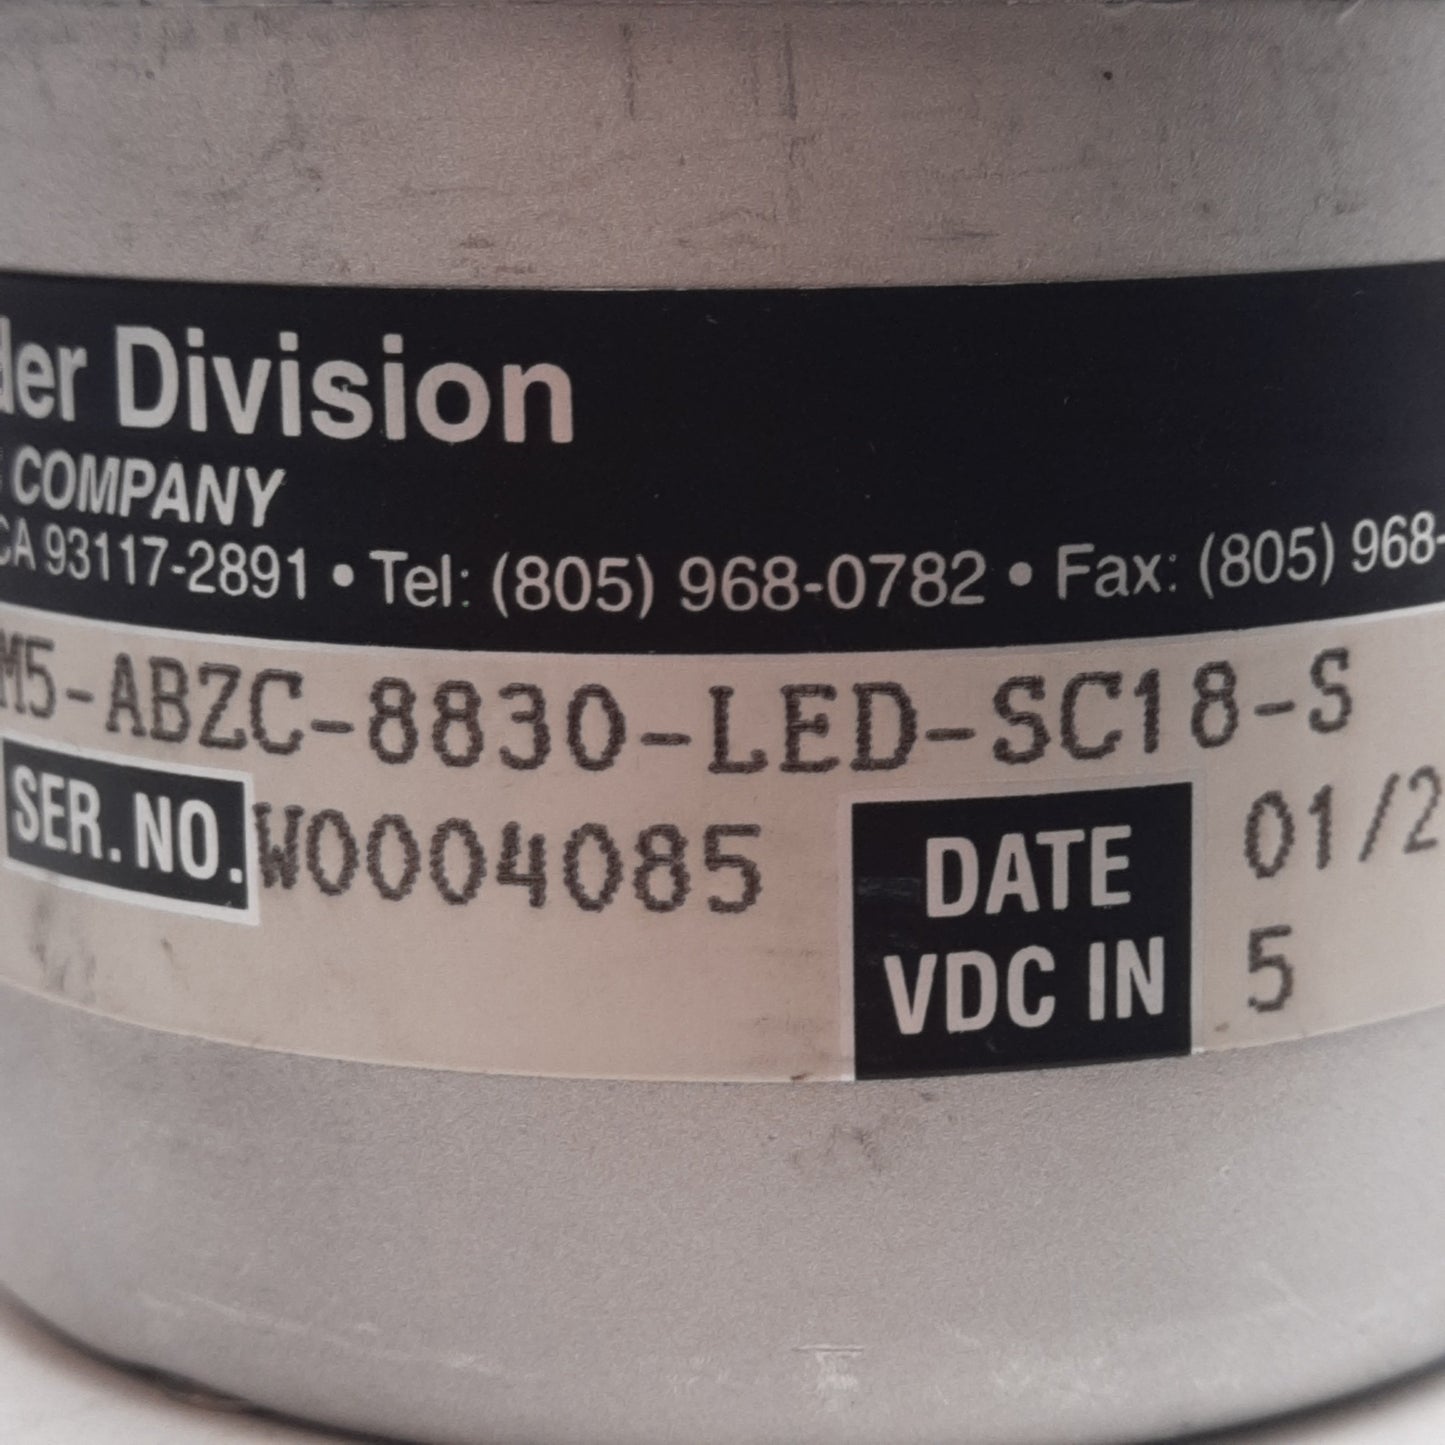 der Division
COMPANY
CA 93117-2891 • Tel: (805) 968-0782 • Fax: (805) 968-
M5-ABZC-8830-LED-SC18-S
SER. NO. W0004085
DATE 01/2
VDC IN 5